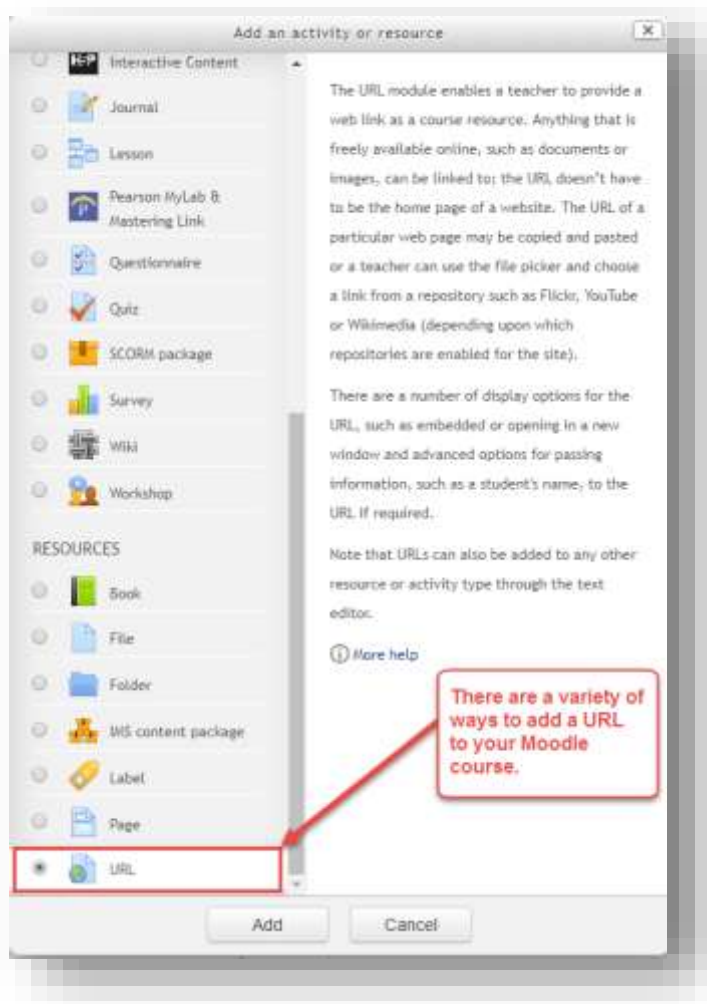 Add an activity or resource
H-P Interactive Content
Journal
Lesson
Pearson MyLab &
Mastering Link
Questionnaire
Quiz
SCORM package
Survey
Wiki
Workshop
RESOURCES
Book
File
Folder
IMS content package
Label
Page
URL
The URL module enables a teacher to provide a
web link as a course resource. Anything that is
freely available online, such as documents or
images, can be linked to; the URL doesn't have
to be the home page of a website. The URL of a
particular web page may be copied and pasted
or a teacher can use the file picker and choose
a link from a repository such as Flickr, YouTube
or Wikimedia (depending upon which
repositories are enabled for the site).
There are a number of display options for the
URL, such as embedded or opening in a new
window and advanced options for passing
information, such as a student's name, to the
URL if required.
Note that URLs can also be added to any other
resource or activity type through the text
editor.
More help
There are a variety of
ways to add a URL
to your Moodle
course.
Add Cancel